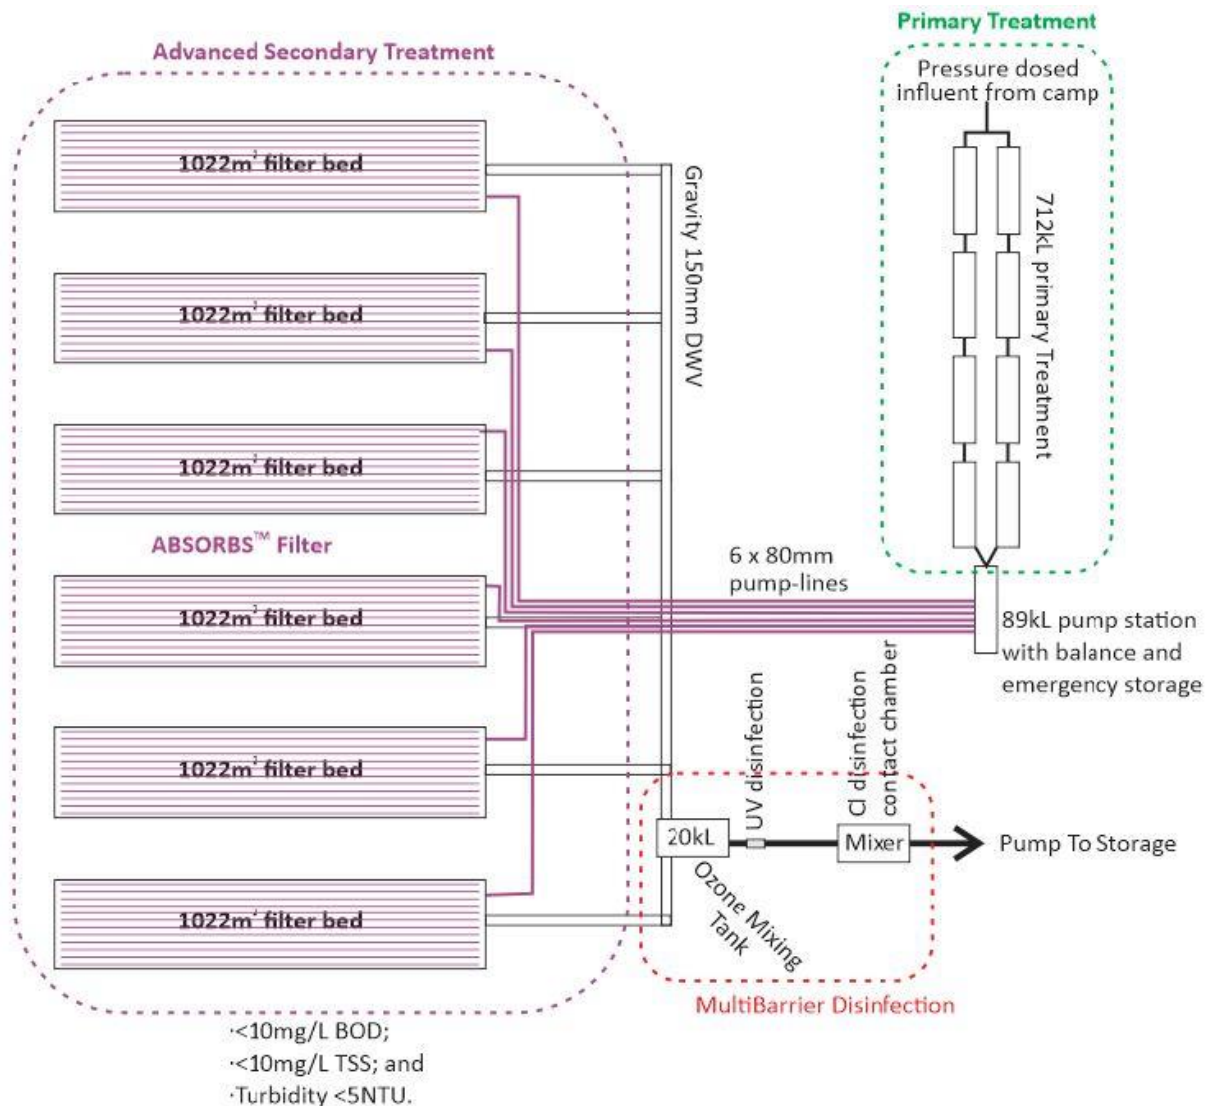 Primary Treatment
Advanced Secondary Treatment
Pressure dosed
influent from camp
1022m² filter bed
Gravity 150mm DWV
712kL primary Treatment
1022m² filter bed
1022m² filter bed
ABSORBS™ Filter
6 x 80mm
pump-lines
1022m² filter bed
89kL pump station
with balance and
emergency storage
UV disinfection
Cl disinfection
contact chamber
1022m² filter bed
20kL
Mixer
Pump To Storage
Ozone Mixing
Tank
1022m² filter bed
MultiBarrier Disinfection
·<10mg/L BOD;
·<10mg/L TSS; and
·Turbidity <5NTU.